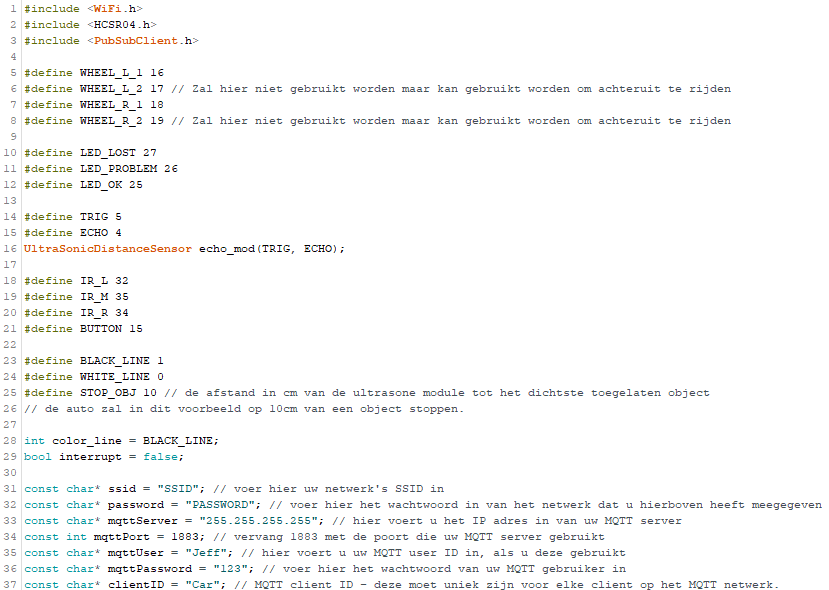 1 #include <WiFi.h>
2 #include <HCSR04.h>
3 #include <PubSubClient.h>
4
5 #define WHEEL_L_1 16
6 #define WHEEL_L_2 17 // Zal hier niet gebruikt worden maar kan gebruikt worden om achteruit te rijden
7 #define WHEEL_R_1 18
8 #define WHEEL_R_2 19 // Zal hier niet gebruikt worden maar kan gebruikt worden om achteruit te rijden
9
10 #define LED_LOST 27
11 #define LED_PROBLEM 26
12 #define LED_OK 25
13
14 #define TRIG 5
15 #define ECHO 4
16 UltraSonicDistanceSensor echo_mod(TRIG, ECHO);
17
18 #define IR_L 32
19 #define IR_M 35
20 #define IR_R 34
21 #define BUTTON 15
22
23 #define BLACK_LINE 1
24 #define WHITE_LINE 0
25 #define STOP_OBJ 10 // de afstand in cm van de ultrasone module tot het dichtste toegelaten object
26 // de auto zal in dit voorbeeld op 10cm van een object stoppen.
27
28 int color_line = BLACK_LINE;
29 bool interrupt = false;
30
31 const char* ssid = "SSID"; // voer hier uw netwerk's SSID in
32 const char* password = "PASSWORD"; // voer hier het wachtwoord in van het netwerk dat u hierboven heeft meegegeven
33 const char* mqttServer = "255.255.255.255"; // hier voert u het IP adres in van uw MQTT server
34 const int mqttPort = 1883; // vervang 1883 met de poort die uw MQTT server gebruikt
35 const char* mqttUser = "Jeff"; // hier voert u uw MQTT user ID in, als u deze gebruikt
36 const char* mqttPassword = "123"; // voer hier het wachtwoord van uw MQTT gebruiker in
37 const char* clientID = "Car"; // MQTT client ID - deze moet uniek zijn voor elke client op het MQTT netwerk.